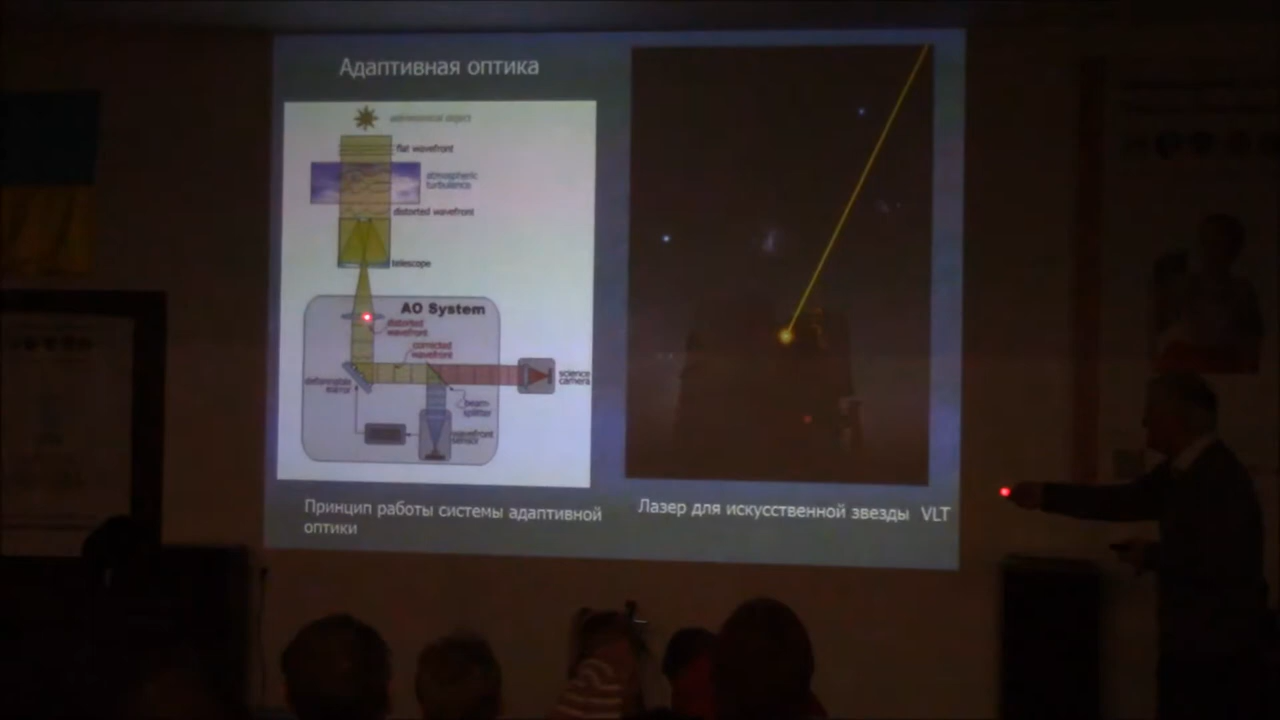 Адаптивная оптика
astronomical object
flat wavefront
atmospheric
turbulence
distorted wavefront
telescope
AO System
distorted
wavefront
corrected
wavefront
deformable
mirror
science
camera
beam-
splitter
wavefront
sensor
Принцип работы системы адаптивной
оптики
Лазер для искусственной звезды VLT